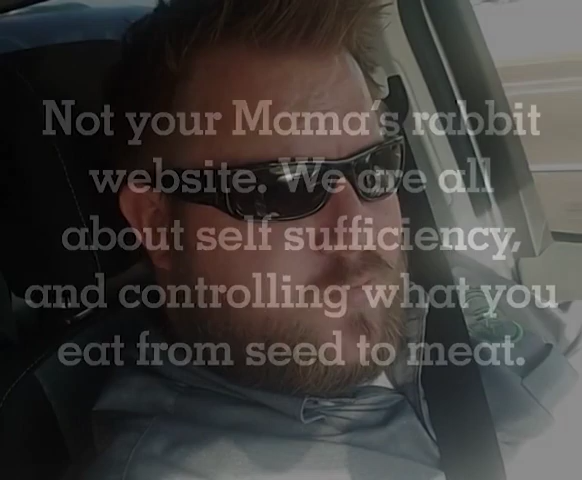 Not your Mama's rabbit
website. We are all
about self sufficiency,
and controlling what you
eat from seed to meat.